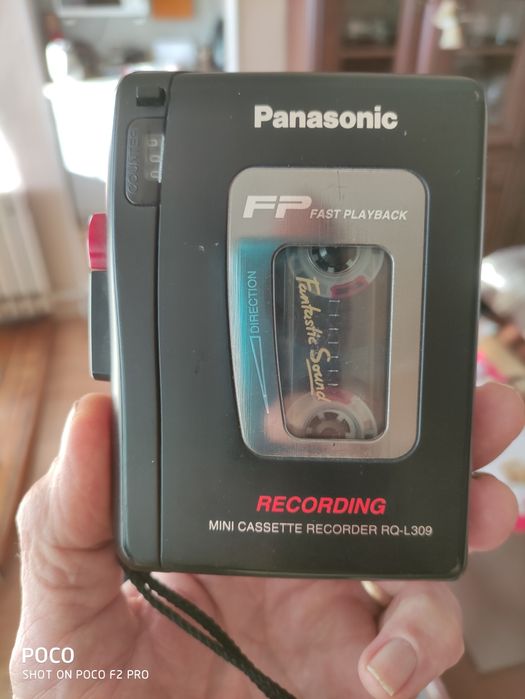 Panasonic
COUNTER
000
FP FAST PLAYBACK
DIRECTION
Fantastic Sound
RECORDING
MINI CASSETTE RECORDER RQ-L309
POCO
SHOT ON POCO F2 PRO